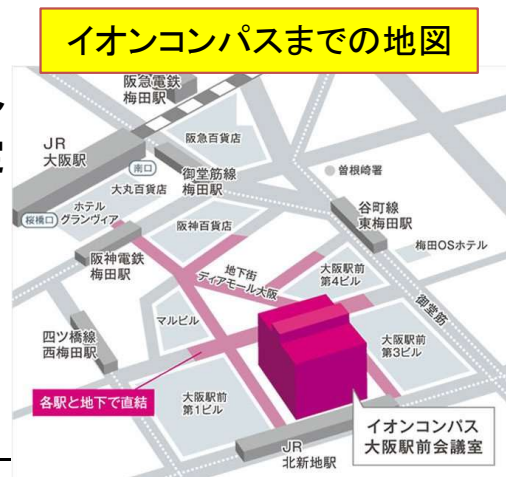 イオンコンパスまでの地図
阪急電鉄
梅田駅
阪急百貨店
JR
大阪駅
南口
御堂筋線
梅田駅
曽根崎署
大丸百貨店
ホテル
グランヴィア
桜橋口
谷町線
東梅田駅
阪神百貨店
梅田OSホテル
阪神電鉄
梅田駅
地下街
ディアモール大阪
大阪駅前
第4ビル
御堂筋
マルビル
四ツ橋線
西梅田駅
大阪駅前
第3ビル
各駅と地下で直結
大阪駅前
第1ビル
イオンコンパス
大阪駅前会議室
JR
北新地駅